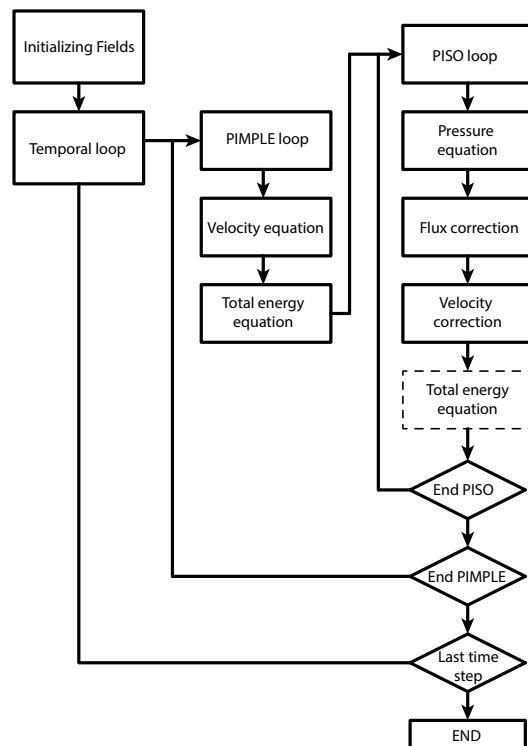 Initializing Fields
Temporal loop
PIMPLE loop
Velocity equation
Total energy
equation
PISO loop
Pressure
equation
Flux correction
Velocity
correction
Total energy
equation
End PISO
End PIMPLE
Last time
step
END